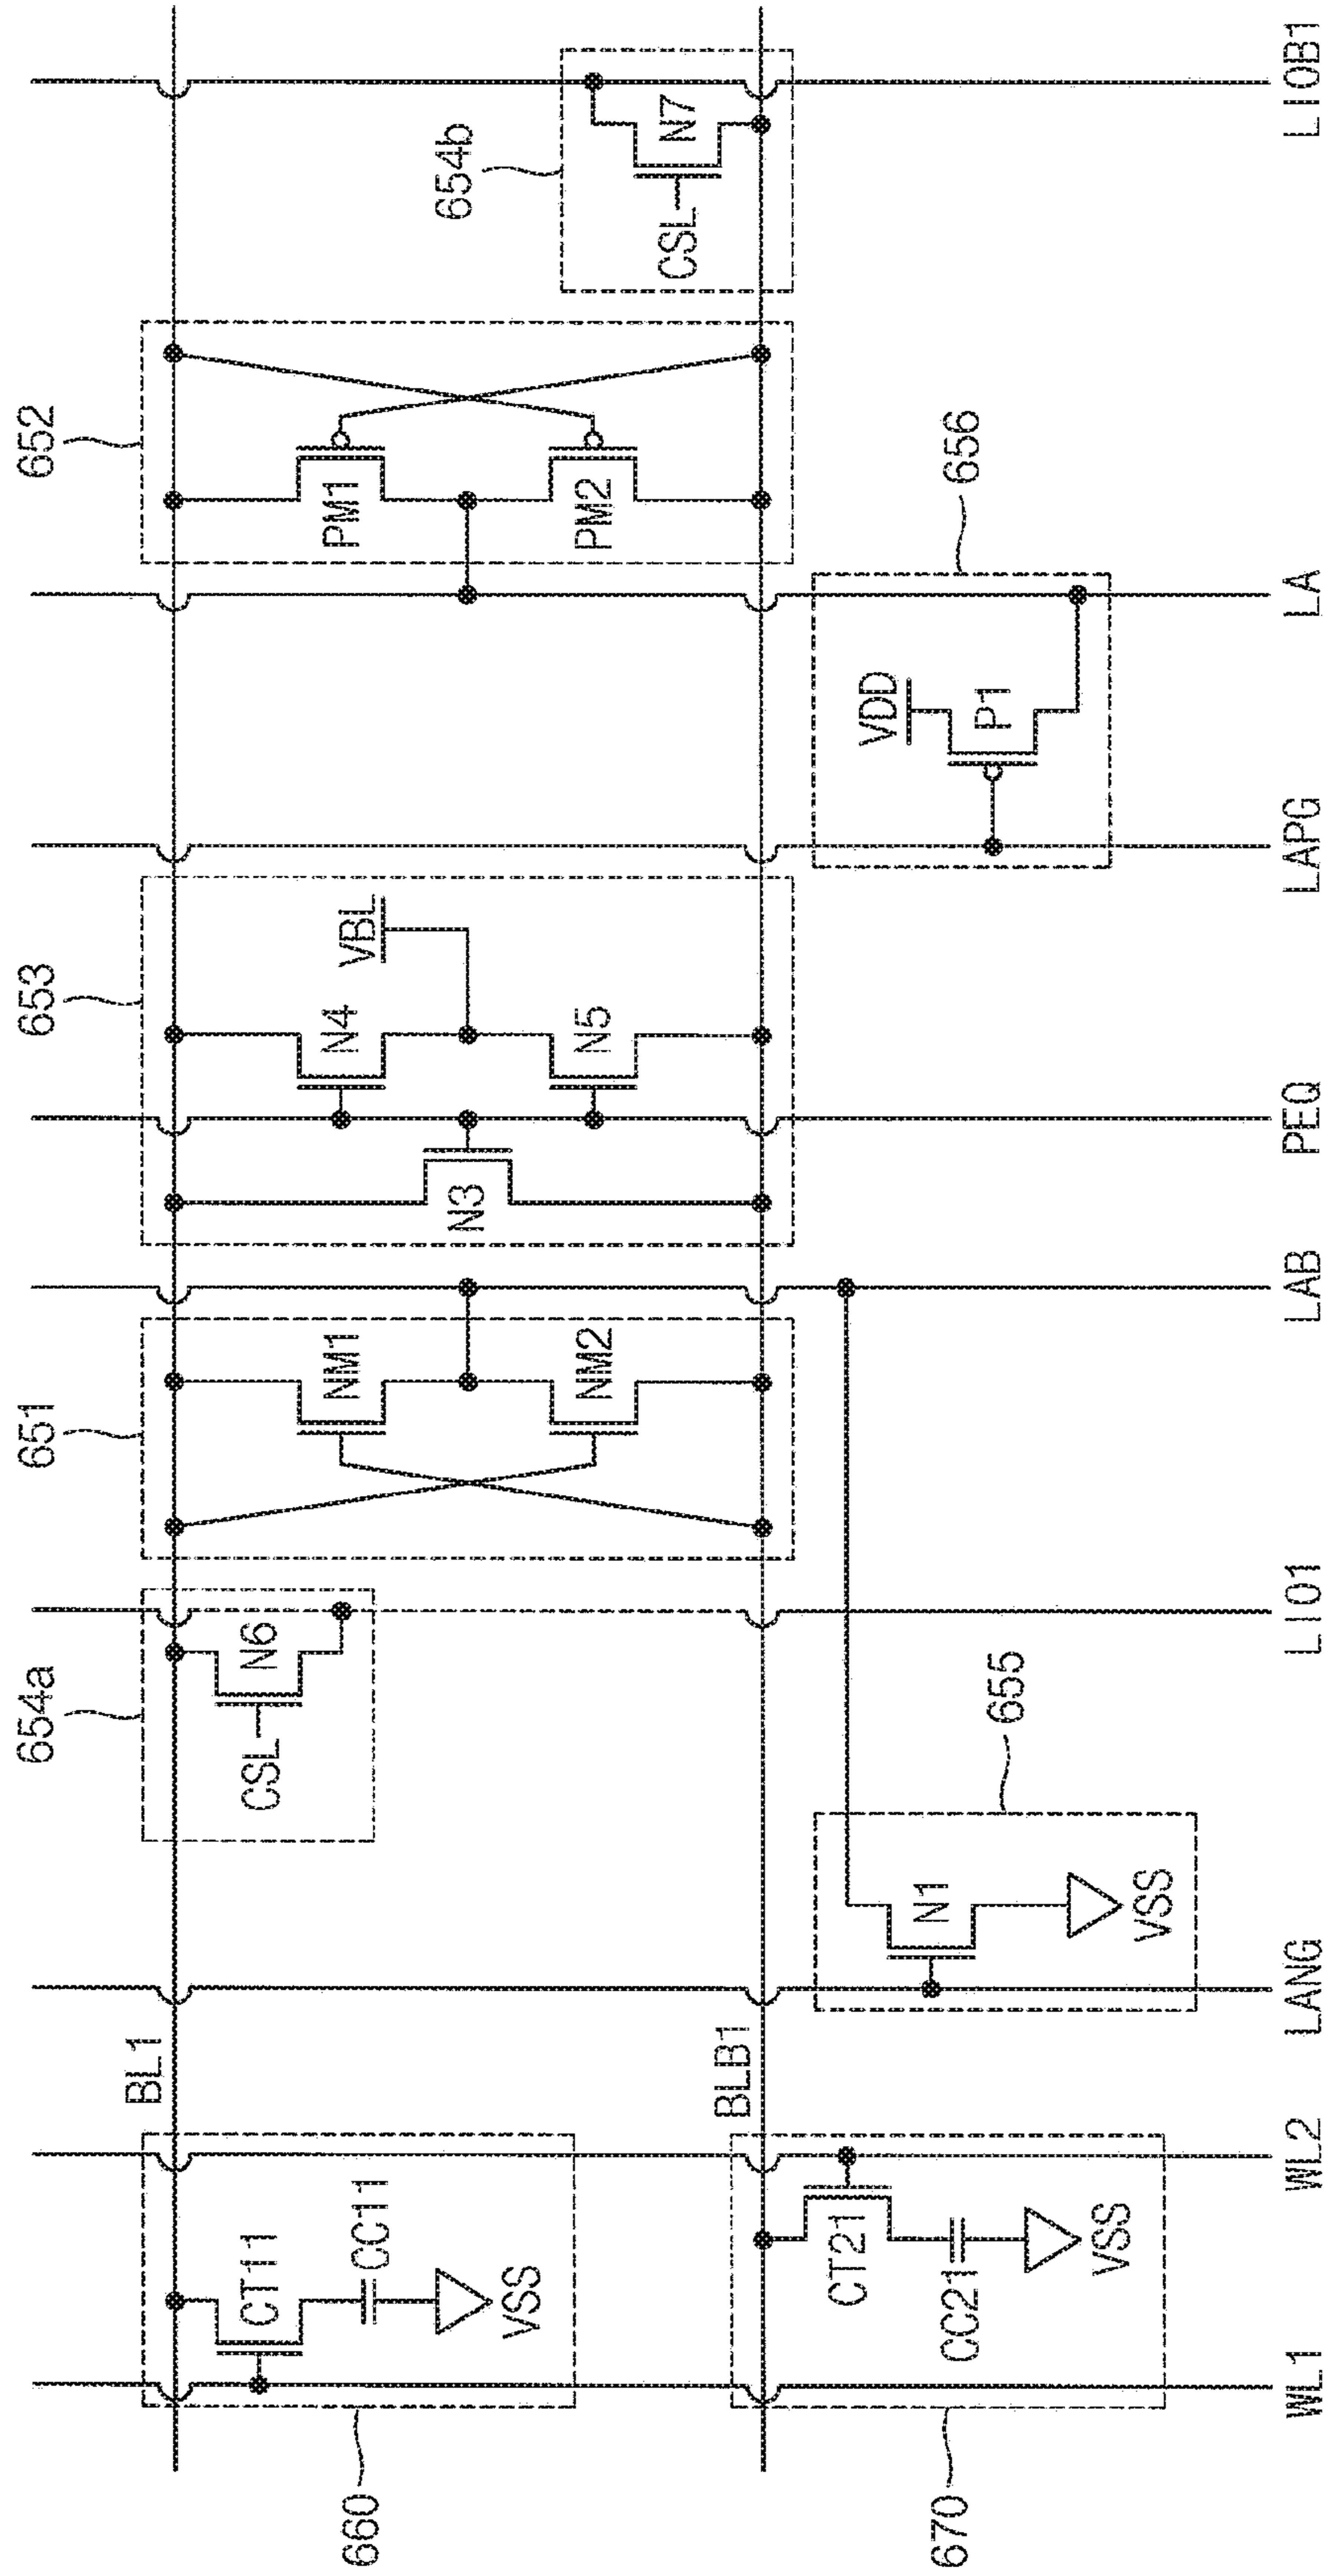 654a
651
653
652
654b
BL1
CSL
N6
NM1
NM2
N3
N4
N5
VBL
PM1
PM2
CSL
N7
CT11
CC11
VSS
660
BLB1
CT21
CC21
VSS
670
N1
VSS
655
VDD
P1
656
WL1
WL2
LANG
LIO1
LAB
PEQ
LAPG
LA
LIOB1